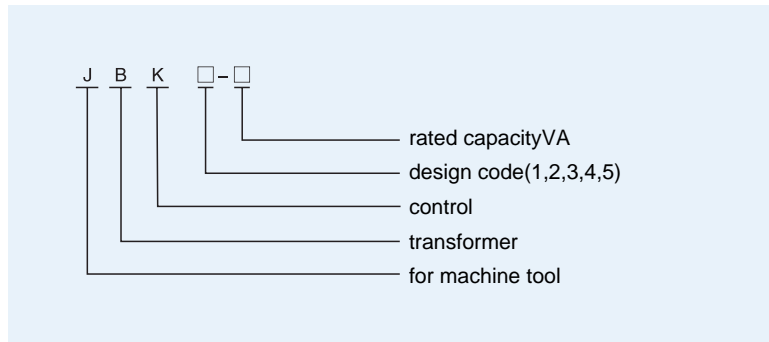 J B K □-□
rated capacityVA
design code(1,2,3,4,5)
control
transformer
for machine tool